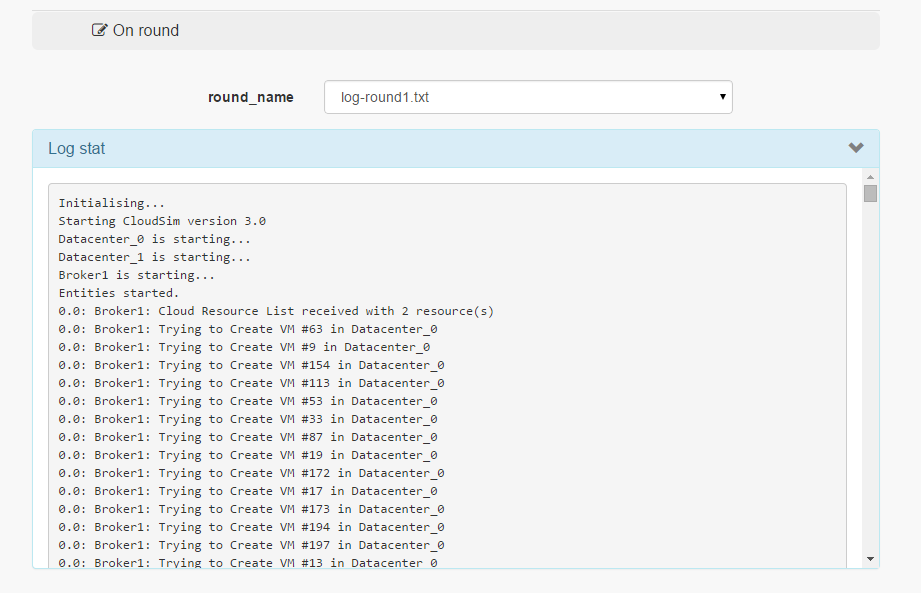 On round
round_name log-round1.txt
Log stat
Initialising...
Starting CloudSim version 3.0
Datacenter_0 is starting...
Datacenter_1 is starting...
Broker1 is starting...
Entities started.
0.0: Broker1: Cloud Resource List received with 2 resource(s)
0.0: Broker1: Trying to Create VM #63 in Datacenter_0
0.0: Broker1: Trying to Create VM #9 in Datacenter_0
0.0: Broker1: Trying to Create VM #154 in Datacenter_0
0.0: Broker1: Trying to Create VM #113 in Datacenter_0
0.0: Broker1: Trying to Create VM #53 in Datacenter_0
0.0: Broker1: Trying to Create VM #33 in Datacenter_0
0.0: Broker1: Trying to Create VM #87 in Datacenter_0
0.0: Broker1: Trying to Create VM #19 in Datacenter_0
0.0: Broker1: Trying to Create VM #172 in Datacenter_0
0.0: Broker1: Trying to Create VM #17 in Datacenter_0
0.0: Broker1: Trying to Create VM #173 in Datacenter_0
0.0: Broker1: Trying to Create VM #194 in Datacenter_0
0.0: Broker1: Trying to Create VM #197 in Datacenter_0
0.0: Broker1: Trying to Create VM #13 in Datacenter_0